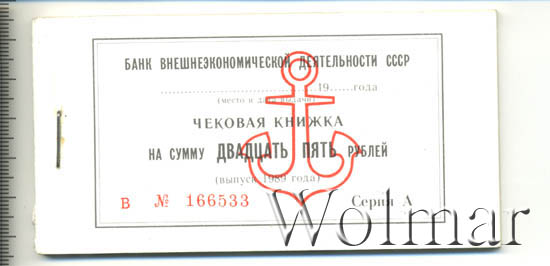 БАНК ВНЕШНЕЭКОНОМИЧЕСКОЙ ДЕЯТЕЛЬНОСТИ СССР
........................................19......года
(место и дата выдачи)
ЧЕКОВАЯ КНИЖКА
НА СУММУ ДВАДЦАТЬ ПЯТЬ РУБЛЕЙ
(выпуск 1989 года)
В № 166533 Серия А
Wolmar